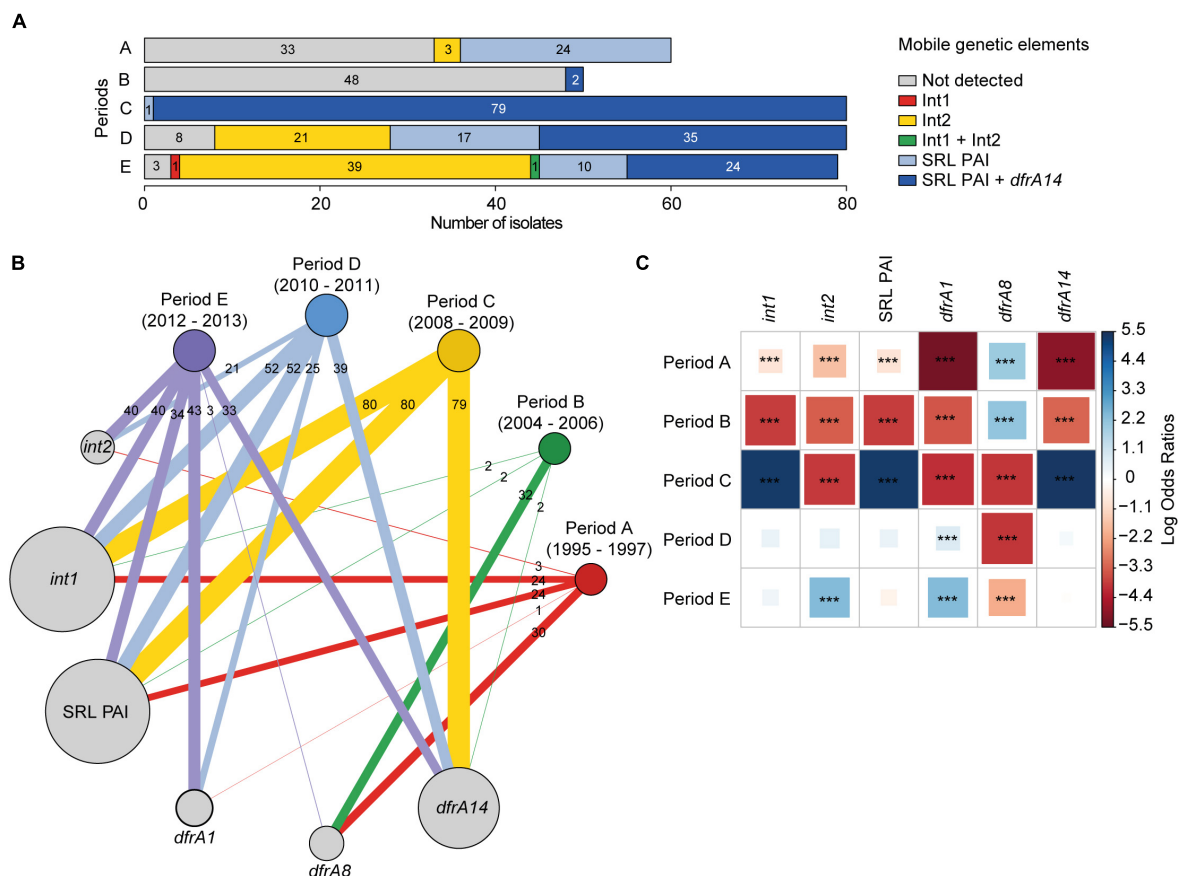 A
Mobile genetic elements
Not detected
Int1
Int2
Int1 + Int2
SRL PAI
SRL PAI + dfrA14
Periods
A 33 3 24
B 48 2
C 1 79
D 8 21 17 35
E 3 1 39 1 10 24
0 20 40 60 80
Number of isolates
B
Period E
(2012 - 2013)
Period D
(2010 - 2011)
Period C
(2008 - 2009)
Period B
(2004 - 2006)
Period A
(1995 - 1997)
21 52 52 25 39
40 40 34 43 3 33
80 80 79
2
2
32
2
3
24
24
1
30
int2
int1
SRL PAI
dfrA1
dfrA8
dfrA14
C
int1 int2 SRL PAI dfrA1 dfrA8 dfrA14
Period A *** *** *** *** *** ***
Period B *** *** *** *** *** ***
Period C *** *** *** *** *** ***
Period D *** ***
Period E *** *** ***
5.5
4.4
3.3
2.2
1.1
0
−1.1
−2.2
−3.3
−4.4
−5.5
Log Odds Ratios